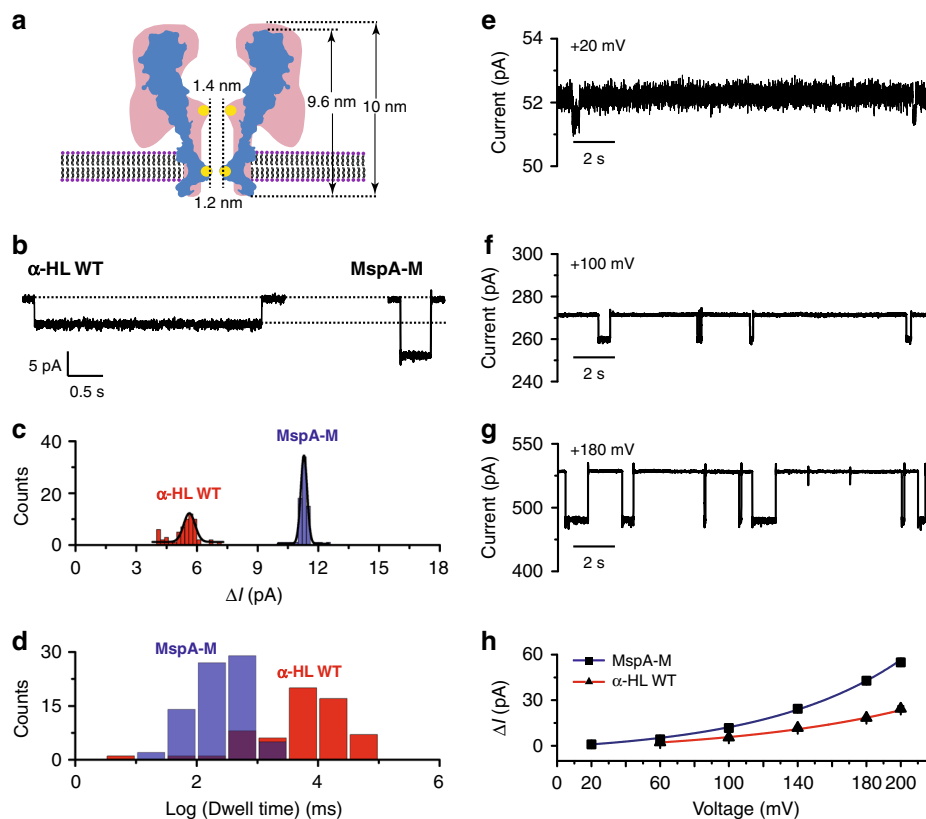 a
1.4 nm
9.6 nm
10 nm
1.2 nm
b
α-HL WT
MspA-M
5 pA
0.5 s
c
MspA-M
α-HL WT
Counts
40
20
0
0
3
6
9
12
15
18
ΔI (pA)
d
MspA-M
α-HL WT
Counts
30
15
0
0
2
4
6
Log (Dwell time) (ms)
e
+20 mV
Current (pA)
54
52
50
2 s
f
+100 mV
Current (pA)
300
280
260
240
2 s
g
+180 mV
Current (pA)
550
500
450
400
2 s
h
MspA-M
α-HL WT
ΔI (pA)
60
30
0
0
20
60
100
140
180
200
Voltage (mV)